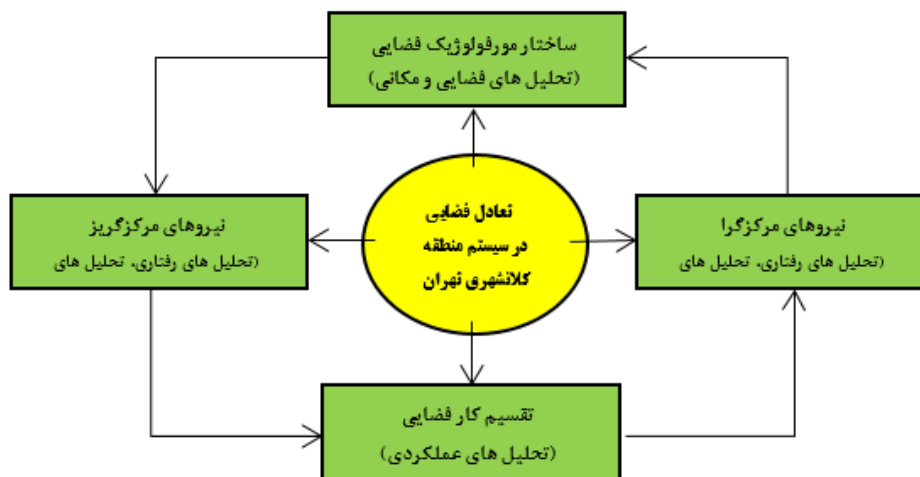 ساختار مورفولوژیک فضایی
(تحلیل های فضایی و مکانی)
نیروهای مرکزگرا
(تحلیل های رفتاری، تحلیل های
تعادل فضایی
در سیستم منطقه
کلانشهری تهران
نیروهای مرکزگریز
(تحلیل های رفتاری، تحلیل های
تقسیم کار فضایی
(تحلیل های عملکردی)